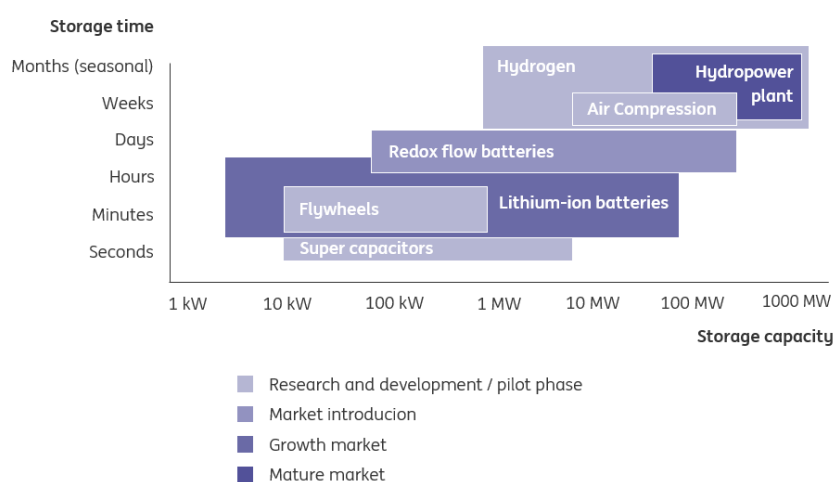 Storage time
Months (seasonal)
Weeks
Days
Hours
Minutes
Seconds
Hydrogen
Hydropower
plant
Air Compression
Redox flow batteries
Lithium-ion batteries
Flywheels
Super capacitors
1 kW 10 kW 100 kW 1 MW 10 MW 100 MW 1000 MW
Storage capacity
Research and development / pilot phase
Market introducion
Growth market
Mature market